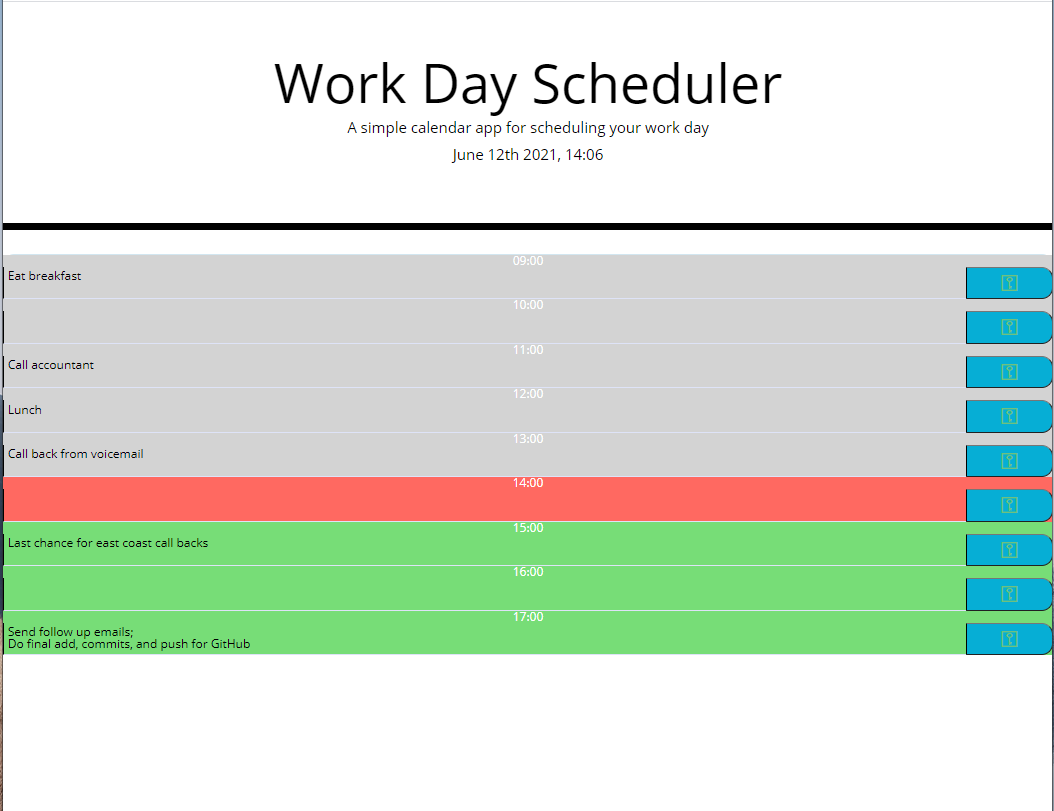 Work Day Scheduler
A simple calendar app for scheduling your work day
June 12th 2021, 14:06
09:00
Eat breakfast
10:00
11:00
Call accountant
12:00
Lunch
13:00
Call back from voicemail
14:00
15:00
Last chance for east coast call backs
16:00
17:00
Send follow up emails;
Do final add, commits, and push for GitHub